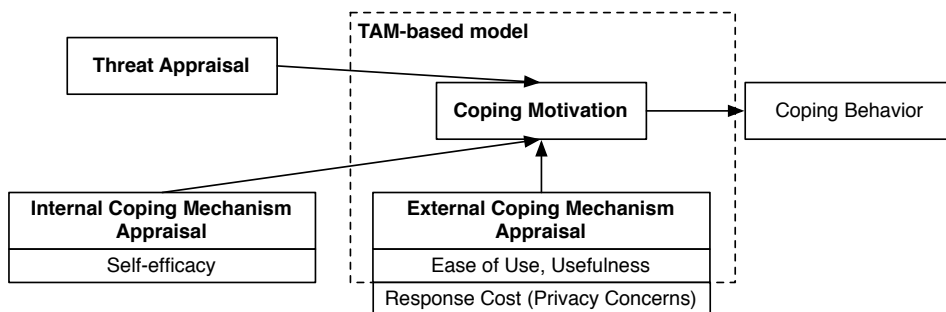 TAM-based model
Threat Appraisal
Coping Motivation
Coping Behavior
Internal Coping Mechanism
Appraisal
Self-efficacy
External Coping Mechanism
Appraisal
Ease of Use, Usefulness
Response Cost (Privacy Concerns)